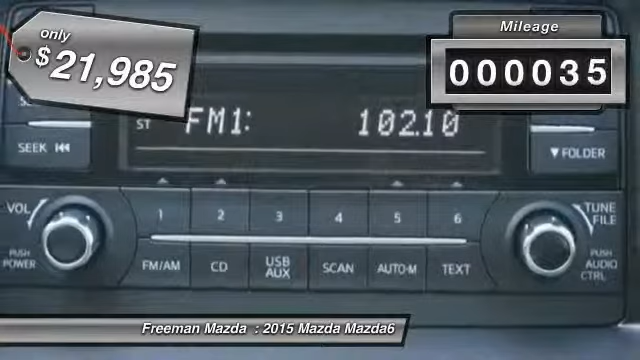 only
$21,985
Mileage
000035
ST FM1: 102.10
SEEK
FOLDER
VOL
TUNE
FILE
1 2 3 4 5 6
PUSH
POWER
FM/AM CD USB AUX SCAN AUTO-M TEXT
PUSH
AUDIO
CTRL
Freeman Mazda : 2015 Mazda Mazda6